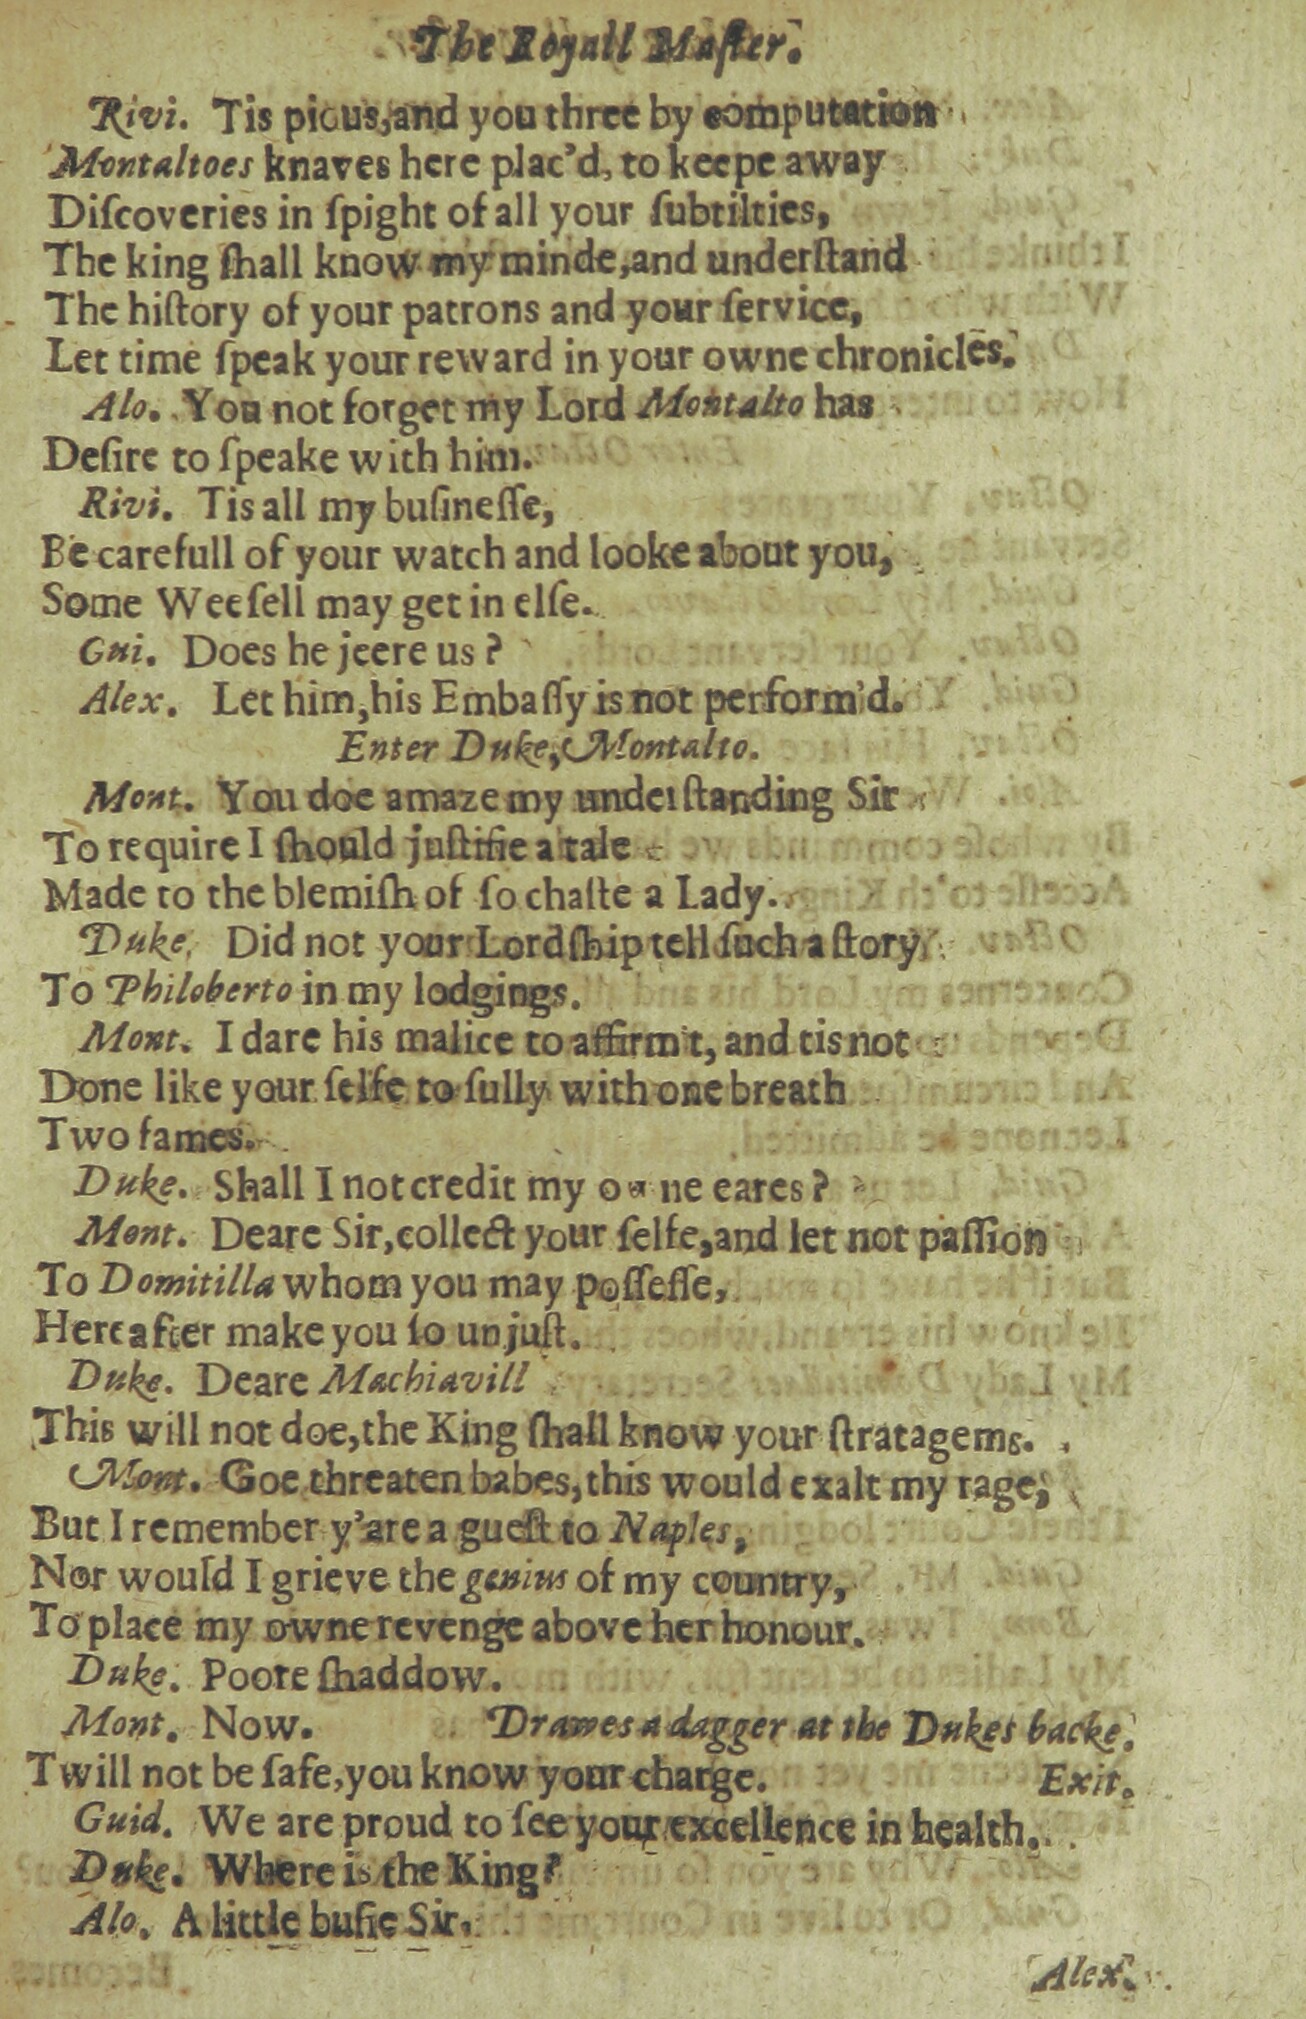 The Royall Maſter.
Rivi. Tis pious, and you three by computation
Montaltoes knaves here plac'd, to keepe away
Diſcoveries in ſpight of all your ſubtilties,
The king ſhall know my minde, and underſtand
The hiſtory of your patrons and your ſervice,
Let time ſpeak your reward in your owne chronicles.
Alo. You not forget my Lord Montalto has
Deſire to ſpeake with him.
Rivi. Tis all my buſineſſe,
Be carefull of your watch and looke about you,
Some Weeſell may get in elſe.
Gui. Does he jeere us?
Alex. Let him, his Embaſſy is not perform'd.
Enter Duke, Montalto.
Mont. You doe amaze my underſtanding Sir
To require I ſhould juſtifie a tale
Made to the blemiſh of ſo chaſte a Lady.
Duke. Did not your Lordſhip tell ſuch a ſtory
To Philoberto in my lodgings.
Mont. I dare his malice to affirm't, and tis not
Done like your ſelfe to ſully with one breath
Two fames.
Duke. Shall I not credit my owne eares?
Mont. Deare Sir, collect your ſelfe, and let not paſſion
To Domitilla whom you may poſſeſſe,
Hereafter make you ſo unjuſt.
Duke. Deare Machiavill
This will not doe, the King ſhall know your ſtratagems.
Mont. Goe threaten babes, this would exalt my rage,
But I remember y'are a gueſt to Naples,
Nor would I grieve the genius of my country,
To place my owne revenge above her honour.
Duke. Poore ſhaddow.
Mont. Now. Drawes a dagger at the Dukes backe.
Twill not be ſafe, you know your charge. Exit.
Guid. We are proud to ſee your excellence in health.
Duke. Where is the King?
Alo. A little buſie Sir.
Alex.